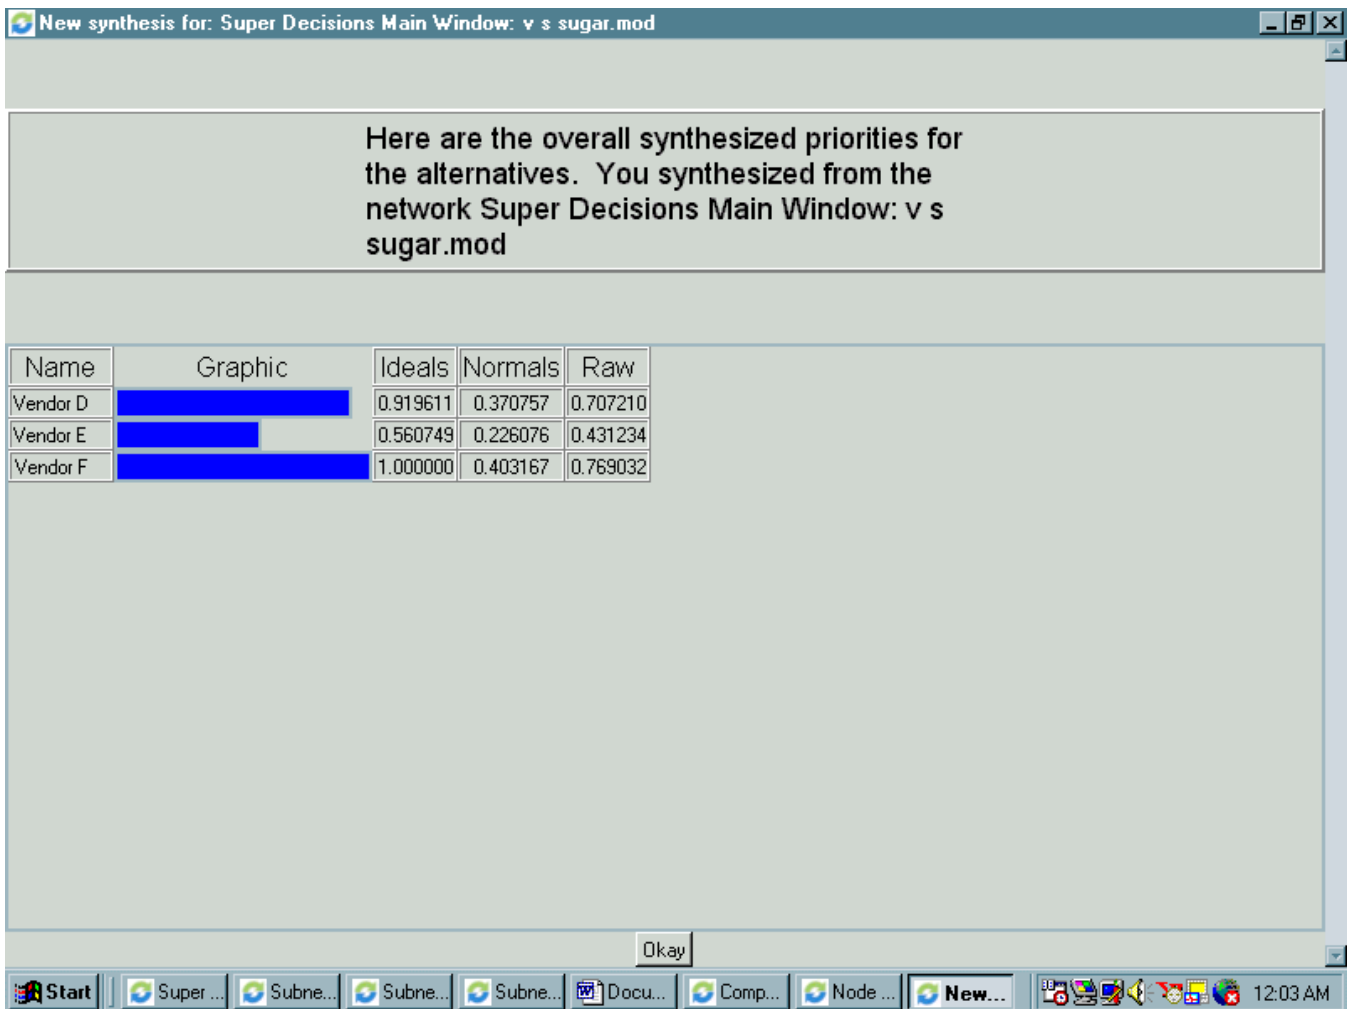 New synthesis for: Super Decisions Main Window: v s sugar.mod
Here are the overall synthesized priorities for
the alternatives.  You synthesized from the
network Super Decisions Main Window: v s
sugar.mod
Name Graphic Ideals Normals Raw
Vendor D 0.919611 0.370757 0.707210
Vendor E 0.560749 0.226076 0.431234
Vendor F 1.000000 0.403167 0.769032
Okay
Start Super ... Subne... Subne... Subne... Docu... Comp... Node ... New... 12:03 AM